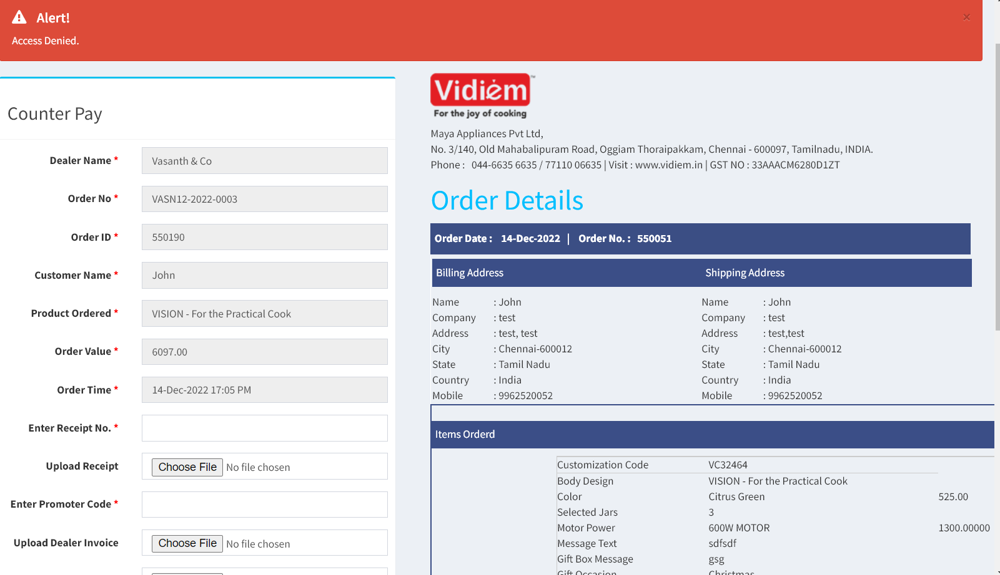 Alert!
×
Access Denied.
Counter Pay
Dealer Name *
Vasanth & Co
Order No *
VASN12-2022-0003
Order ID *
550190
Customer Name *
John
Product Ordered *
VISION - For the Practical Cook
Order Value *
6097.00
Order Time *
14-Dec-2022 17:05 PM
Enter Receipt No. *
Upload Receipt
Choose File No file chosen
Enter Promoter Code *
Upload Dealer Invoice
Choose File No file chosen
Vidiem™
For the joy of cooking
Maya Appliances Pvt Ltd,
No. 3/140, Old Mahabalipuram Road, Oggiam Thoraipakkam, Chennai - 600097, Tamilnadu, INDIA.
Phone : 044-6635 6635 / 77110 06635 | Visit : www.vidiem.in | GST NO : 33AAACM6280D1ZT
Order Details
Order Date : 14-Dec-2022 | Order No. : 550051
Billing Address
Name : John
Company : test
Address : test, test
City : Chennai-600012
State : Tamil Nadu
Country : India
Mobile : 9962520052
Shipping Address
Name : John
Company : test
Address : test,test
City : Chennai-600012
State : Tamil Nadu
Country : India
Mobile : 9962520052
Items Orderd
Customization Code VC32464
Body Design VISION - For the Practical Cook
Color Citrus Green 525.00
Selected Jars 3
Motor Power 600W MOTOR 1300.00000
Message Text sdfsdf
Gift Box Message gsg
Gift Occasion Christmas